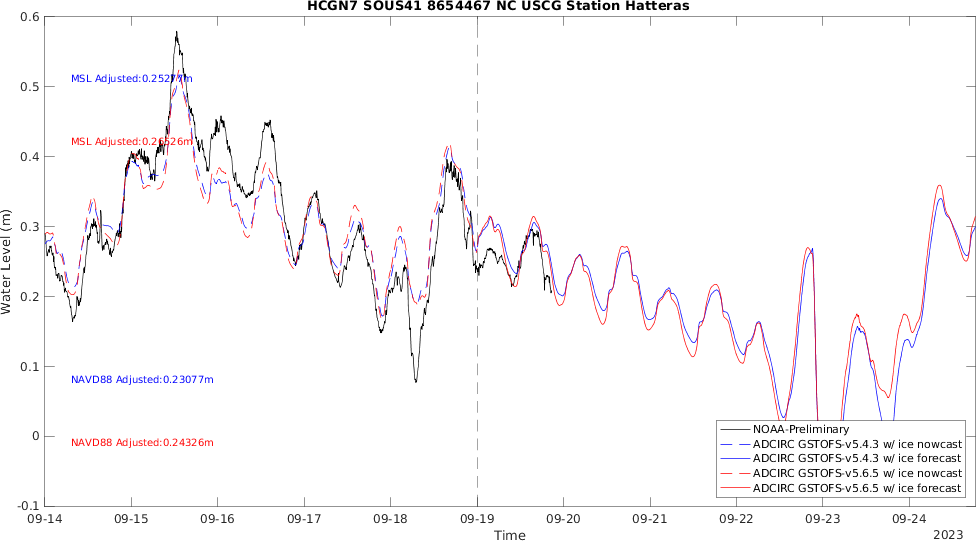 HCGN7 SOUS41 8654467 NC USCG Station Hatteras
0.6
0.5
0.4
0.3
0.2
0.1
0
-0.1
Water Level (m)
MSL Adjusted:
MSL Adjusted:
NAVD88 Adjusted:0.23077m
NAVD88 Adjusted:0.24326m
NOAA-Preliminary
ADCIRC GSTOFS-v5.4.3 w/ ice nowcast
ADCIRC GSTOFS-v5.4.3 w/ ice forecast
ADCIRC GSTOFS-v5.6.5 w/ ice nowcast
ADCIRC GSTOFS-v5.6.5 w/ ice forecast
09-14 09-15 09-16 09-17 09-18 09-19 09-20 09-21 09-22 09-23 09-24
Time
2023